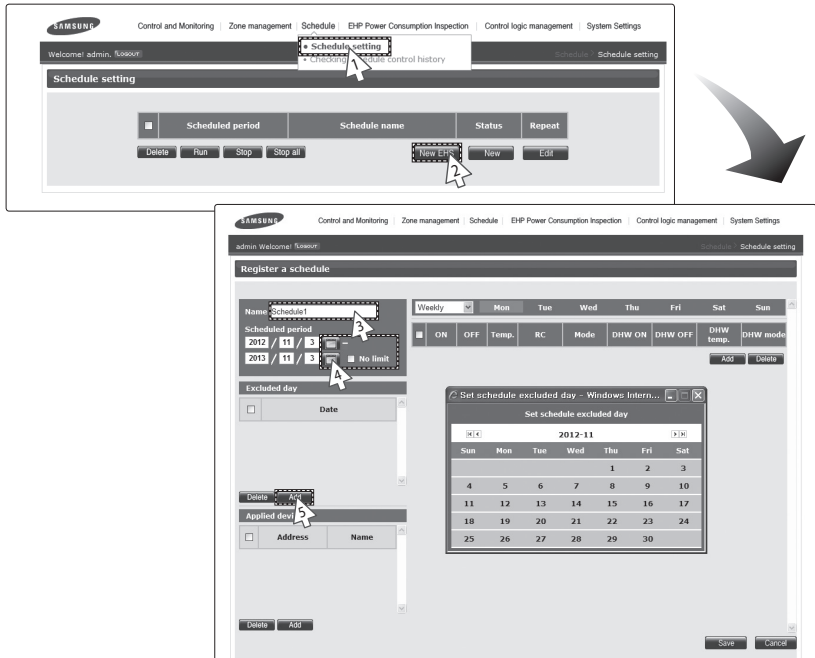 SAMSUNG Control and Monitoring Zone management Schedule EHP Power Consumption Inspection Control logic management System Settings
Welcome! admin. LOGOUT • Schedule setting Schedule > Schedule setting
• Checking schedule control history
1
Schedule setting
Scheduled period Schedule name Status Repeat
Delete Run Stop Stop all New EHS New Edit
2
SAMSUNG Control and Monitoring Zone management Schedule EHP Power Consumption Inspection Control logic management System Settings
admin Welcome! LOGOUT Schedule > Schedule setting
Register a schedule
Name Schedule1
3
Scheduled period
2012 / 11 / 3 ~
2013 / 11 / 3 No limit
4
Weekly Mon Tue Wed Thu Fri Sat Sun
ON OFF Temp. RC Mode DHW ON DHW OFF DHW temp. DHW mode
Add Delete
Excluded day
Date
Delete Add
5
Applied device
Address Name
Delete Add
Set schedule excluded day - Windows Intern...
Set schedule excluded day
2012-11
Sun Mon Tue Wed Thu Fri Sat
1 2 3
4 5 6 7 8 9 10
11 12 13 14 15 16 17
18 19 20 21 22 23 24
25 26 27 28 29 30
Save Cancel